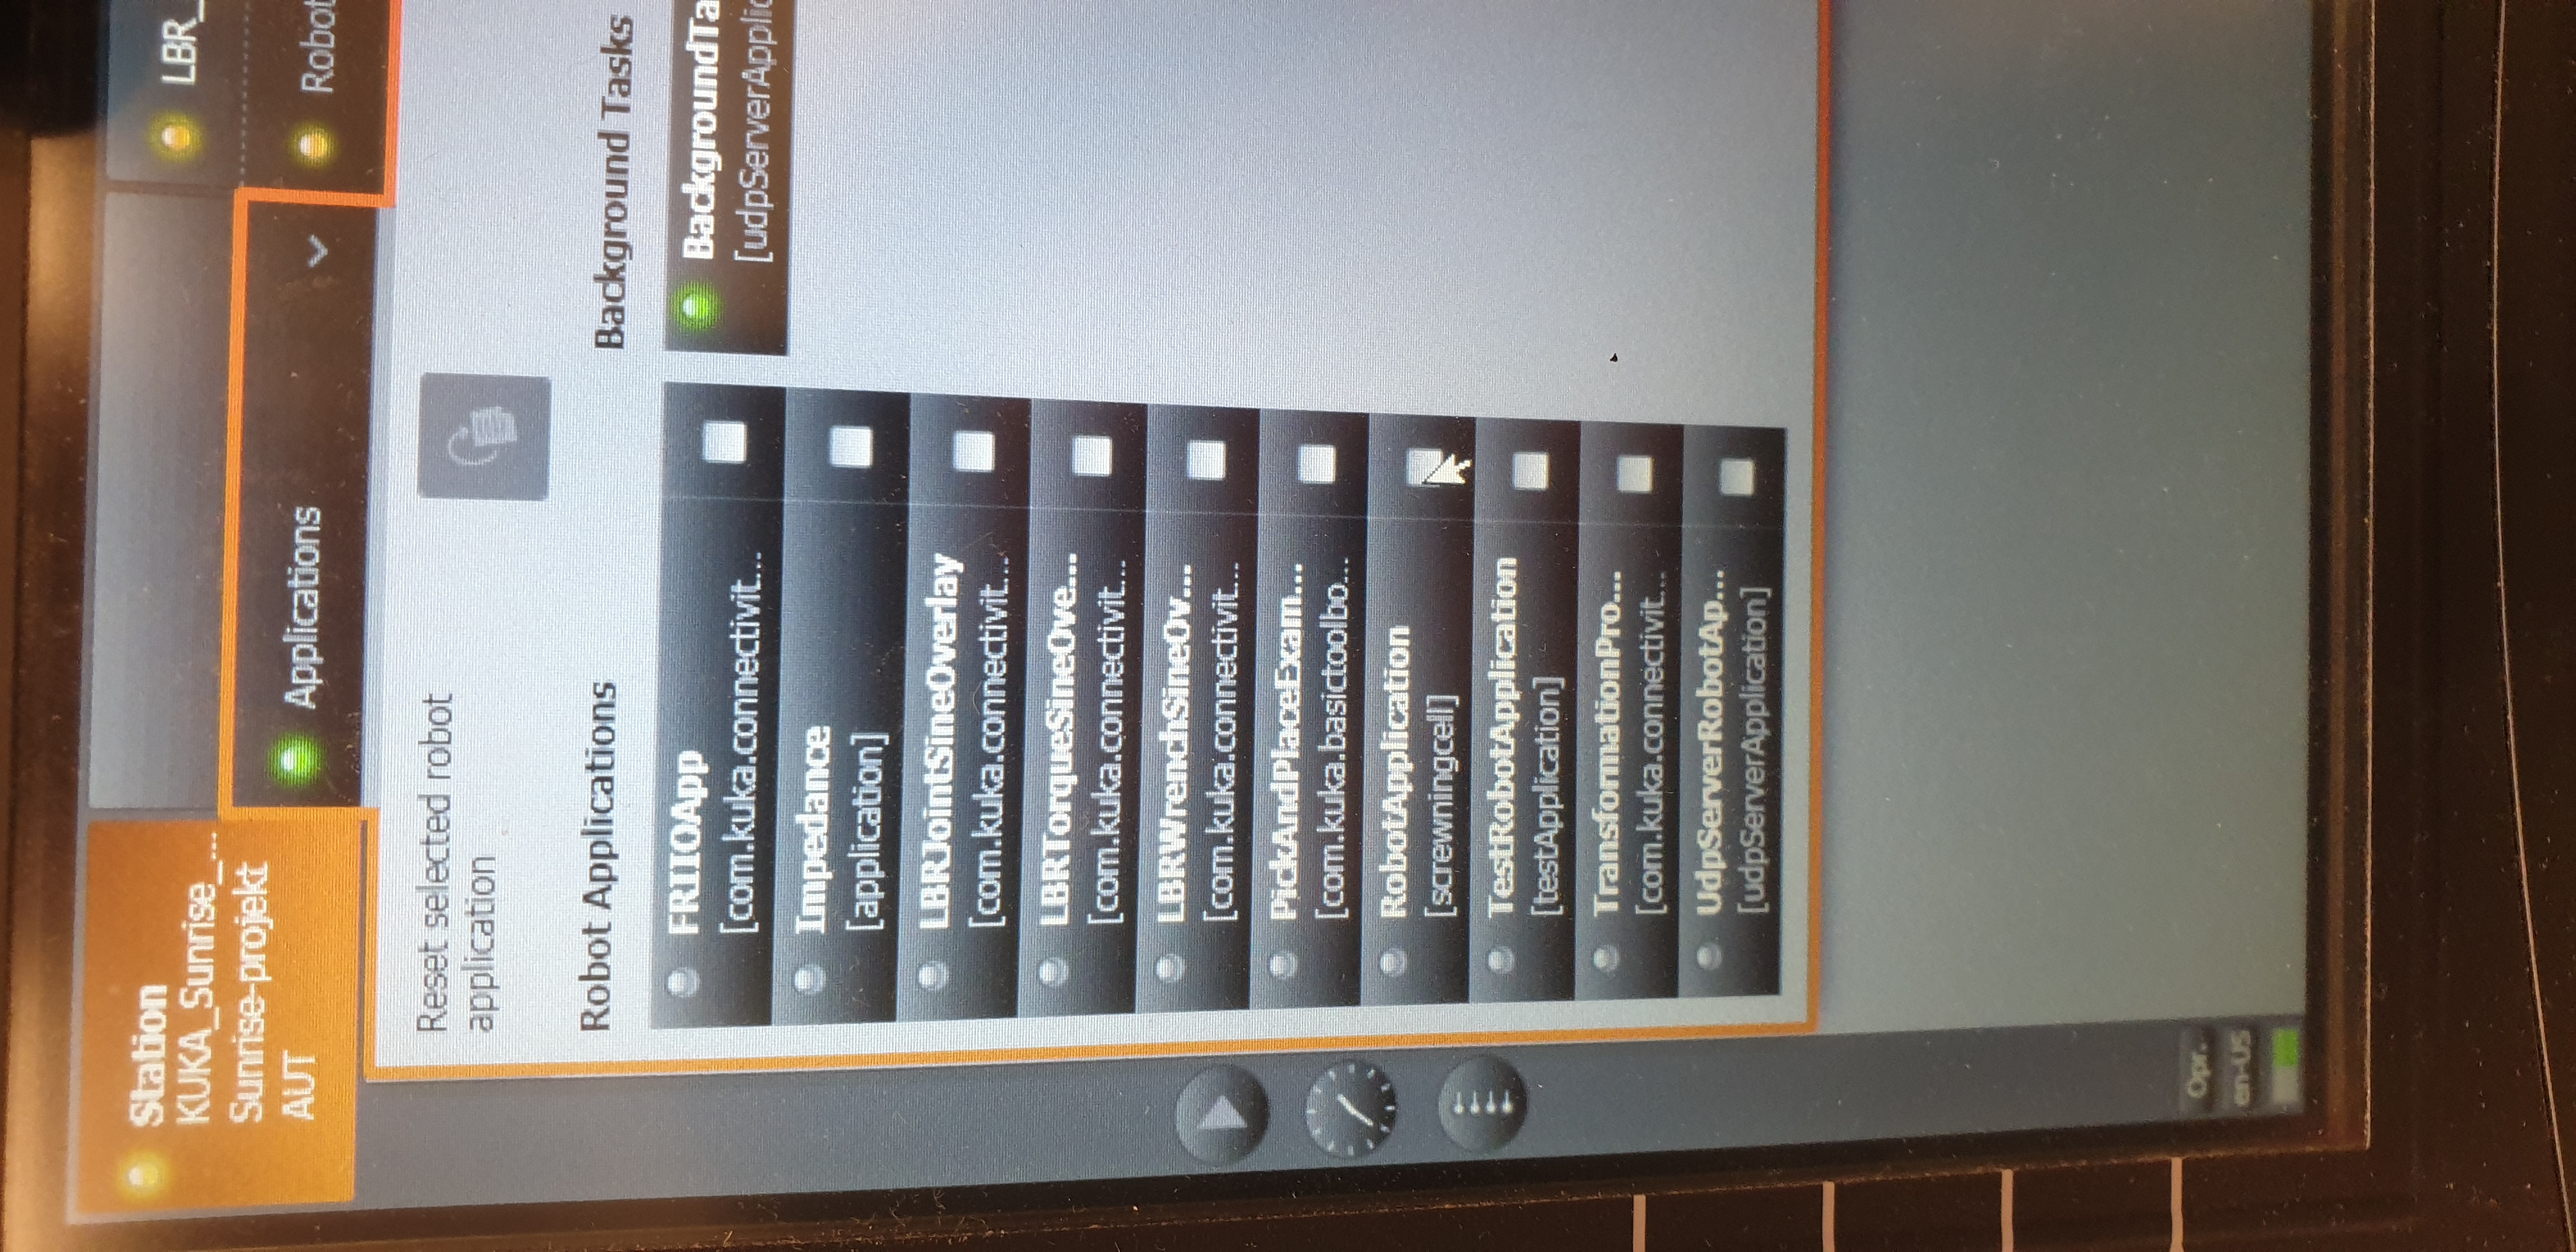 Station
KUKA_Sunrise_...
Sunrise-projekt
AUT
LBR_
Applications
Robot
Reset selected robot
application
Robot Applications
Background Tasks
FRIIOApp
[com.kuka.connectivit...
Impedance
[application]
LBRJointSineOverlay
[com.kuka.connectivit...
LBRTorqueSineOve...
[com.kuka.connectivit...
LBRWrenchSineOv...
[com.kuka.connectivit...
PickAndPlaceExam...
[com.kuka.basictoolbo...
RobotApplication
[screwningcell]
TestRobotApplication
[testApplication]
TransformationPro...
[com.kuka.connectivit...
UdpServerRobotAp...
[udpServerApplication]
BackgroundTa
[udpServerApplic
Opr.
en-US